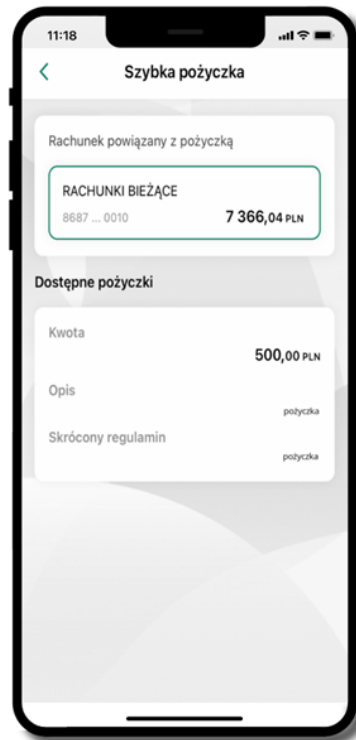 11:18
Szybka pożyczka
Rachunek powiązany z pożyczką
RACHUNKI BIEŻĄCE
8687 ... 0010 7 366,04 PLN
Dostępne pożyczki
Kwota
500,00 PLN
Opis
pożyczka
Skrócony regulamin
pożyczka